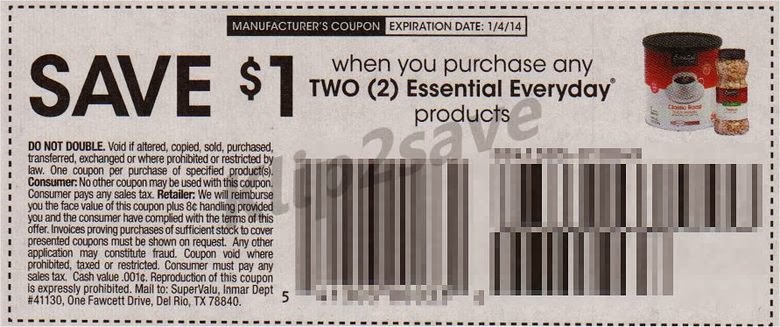 MANUFACTURER'S COUPON EXPIRATION DATE: 1/4/14
SAVE $1
when you purchase any
TWO (2) Essential Everyday®
products
Classic Roast
DO NOT DOUBLE. Void if altered, copied, sold, purchased,
transferred, exchanged or where prohibited or restricted by
law. One coupon per purchase of specified product(s).
Consumer: No other coupon may be used with this coupon.
Consumer pays any sales tax. Retailer: We will reimburse
you the face value of this coupon plus 8¢ handling provided
you and the consumer have complied with the terms of this
offer. Invoices proving purchases of sufficient stock to cover
presented coupons must be shown on request. Any other
application may constitute fraud. Coupon void where
prohibited, taxed or restricted. Consumer must pay any
sales tax. Cash value .001¢. Reproduction of this coupon
is expressly prohibited. Mail to: SuperValu, Inmar Dept
#41130, One Fawcett Drive, Del Rio, TX 78840.
5
flip2save